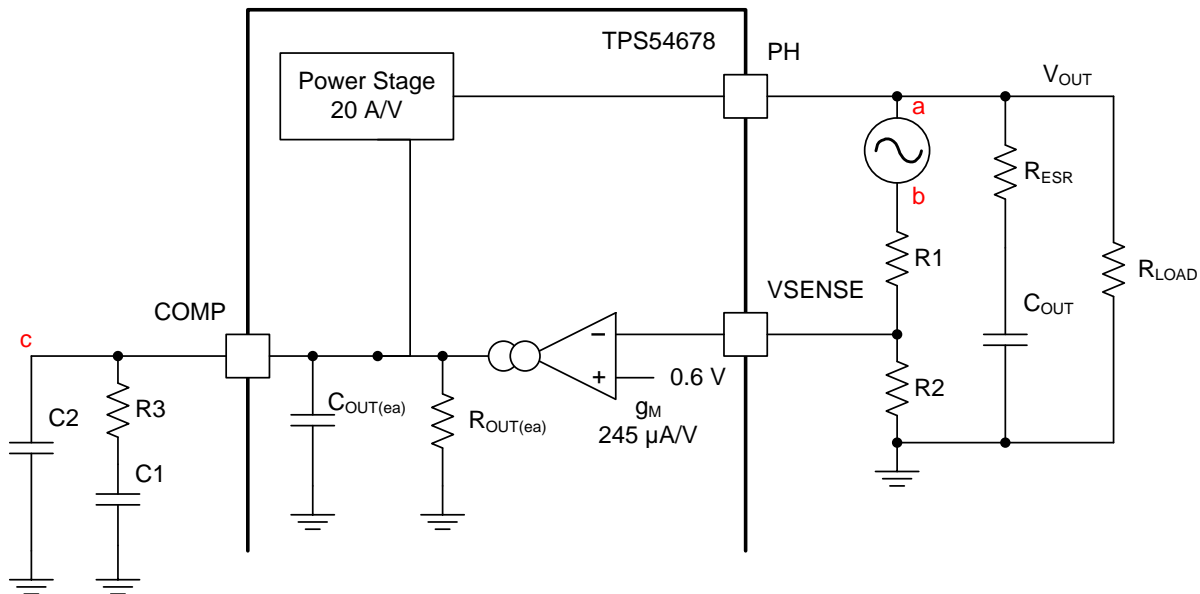 TPS54678
PH
Power Stage
20 A/V
VOUT
a
b
RESR
R1
RLOAD
VSENSE
COUT
COMP
c
0.6 V
R2
C2
R3
COUT(ea)
ROUT(ea)
gM
245 µA/V
C1